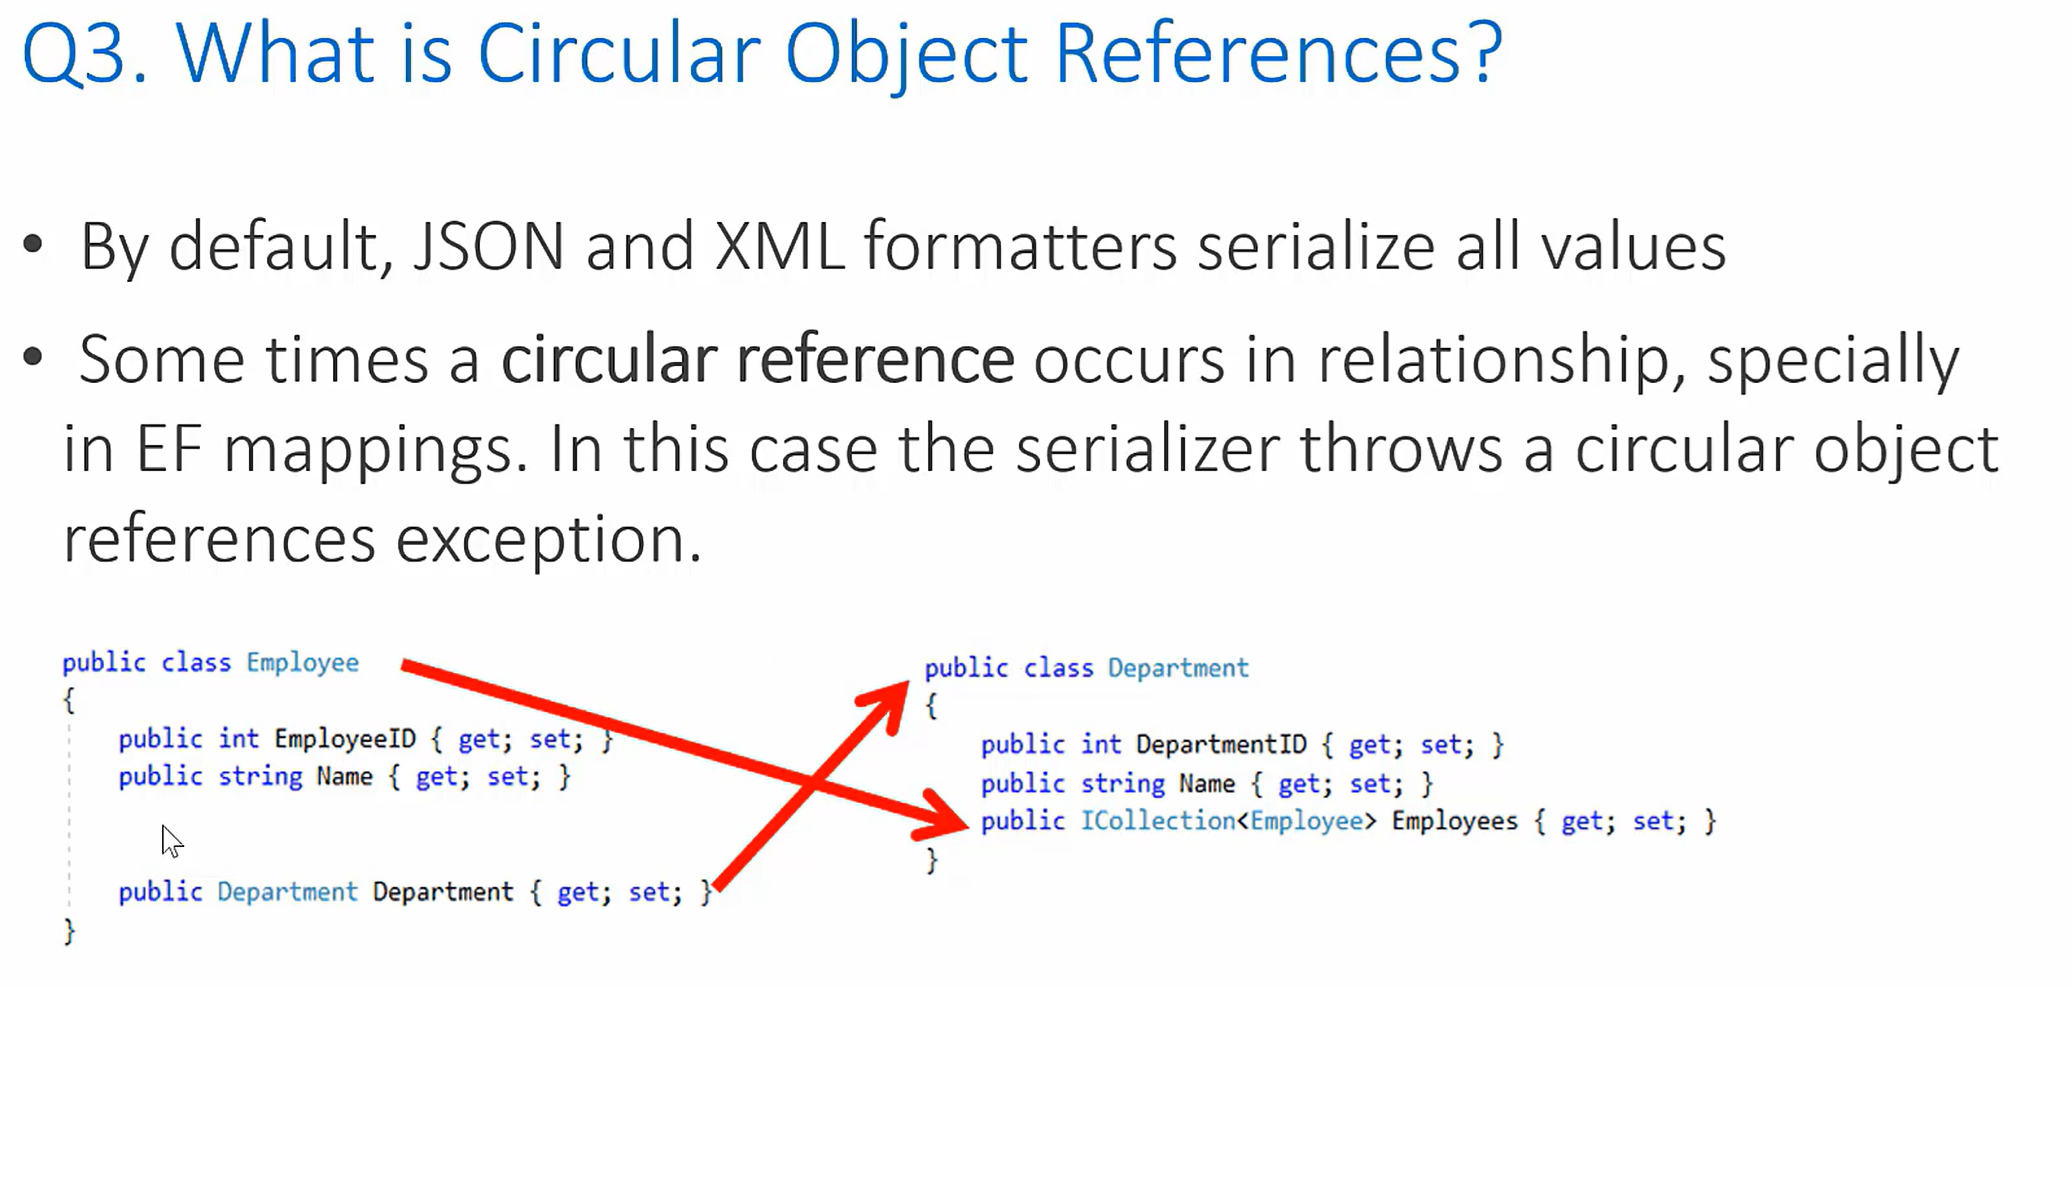 Q3. What is Circular Object References?
• By default, JSON and XML formatters serialize all values
• Some times a circular reference occurs in relationship, specially
in EF mappings. In this case the serializer throws a circular object
references exception.
public class Employee
{
public int EmployeeID { get; set; }
public string Name { get; set; }
public Department Department { get; set; }
}
public class Department
{
public int DepartmentID { get; set; }
public string Name { get; set; }
public ICollection<Employee> Employees { get; set; }
}